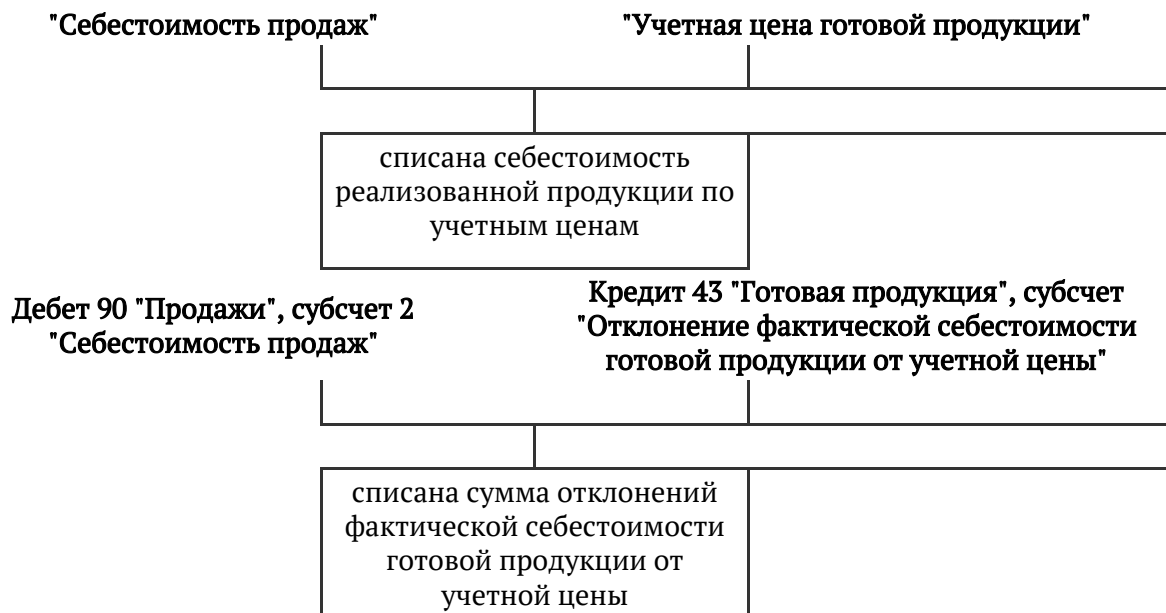 "Себестоимость продаж"
"Учетная цена готовой продукции"
списана себестоимость
реализованной продукции по
учетным ценам
Дебет 90 "Продажи", субсчет 2
"Себестоимость продаж"
Кредит 43 "Готовая продукция", субсчет
"Отклонение фактической себестоимости
готовой продукции от учетной цены"
списана сумма отклонений
фактической себестоимости
готовой продукции от
учетной цены